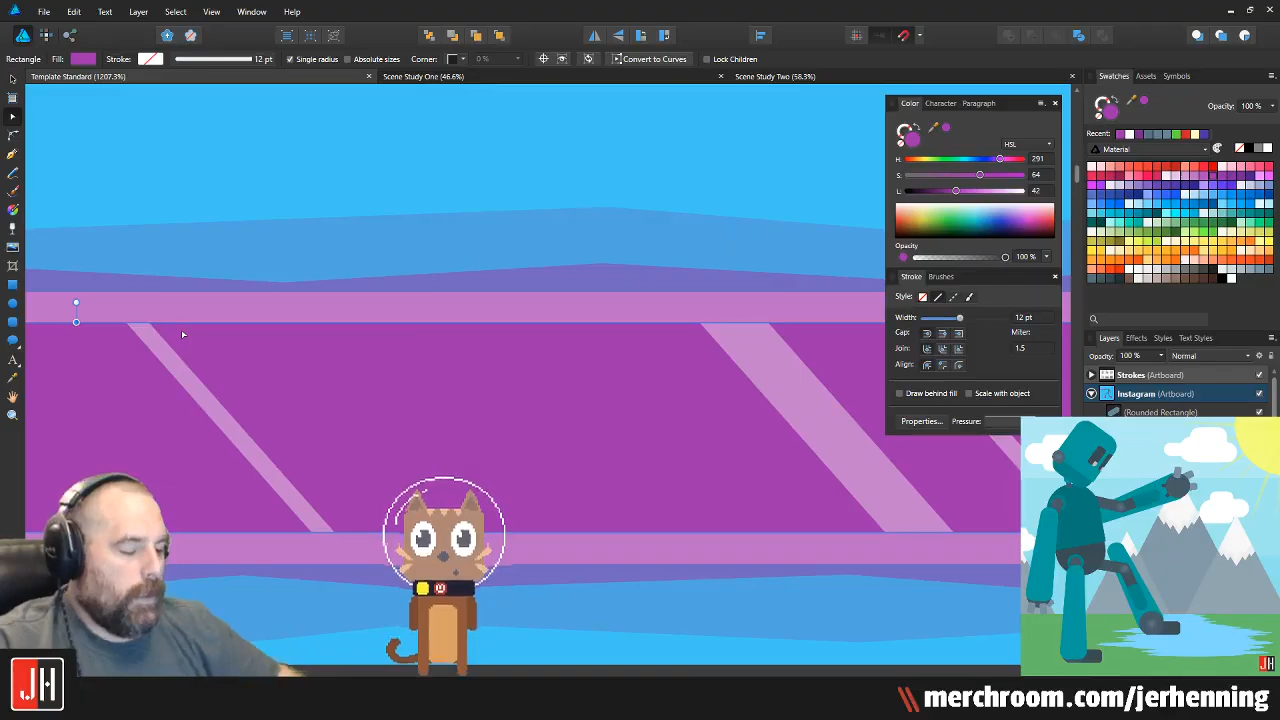 File Edit Text Document Layer Select View Window Help
Rectangle Fill: Stroke: 12 pt Single radius Absolute sizes Corner: 0 % Convert to Curves Lock Children
Template Standard (1207.3%) Scene Study One (46.6%) Scene Study Two (58.3%)
Color Character Paragraph
HSL
H: 291
S: 64
L: 42
Opacity
100 %
Stroke Brushes
Style:
Width: 12 pt
Cap: Miter:
Join: 1.5
Align:
Draw behind fill Scale with object
Properties... Pressure:
Swatches Assets Symbols
Opacity: 100 %
Recent:
Material
Layers Effects Styles Text Styles
Opacity: 100 % Normal
Strokes (Artboard)
Instagram (Artboard)
(Rounded Rectangle)
JH
JH
merchroom.com/jerhenning